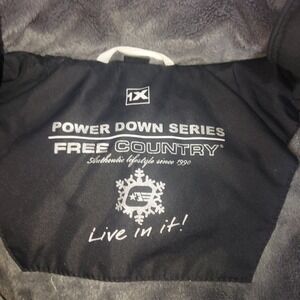 1X
POWER DOWN SERIES
FREE COUNTRY®
Authentic lifestyle since 1990
Live in it!